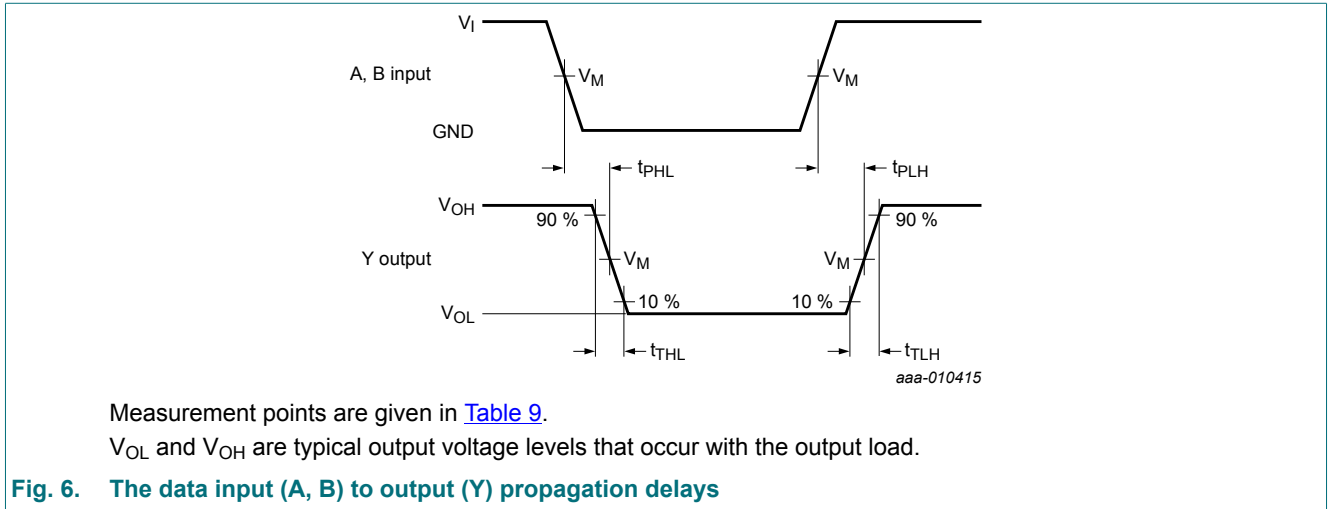 VI
A, B input
VM
VM
GND
tPHL
tPLH
VOH
90 %
90 %
Y output
VM
VM
10 %
10 %
VOL
tTHL
tTLH
aaa-010415
Measurement points are given in Table 9.
VOL and VOH are typical output voltage levels that occur with the output load.
Fig. 6. The data input (A, B) to output (Y) propagation delays